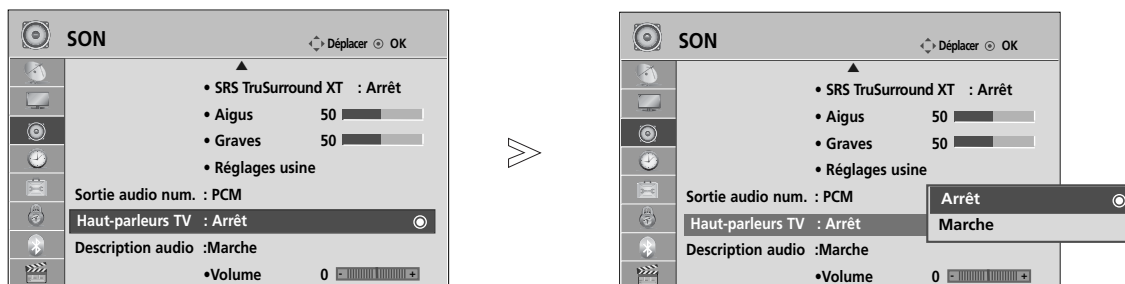 SON
Déplacer OK
• SRS TruSurround XT : Arrêt
• Aigus 50
• Graves 50
• Réglages usine
Sortie audio num. : PCM
Haut-parleurs TV : Arrêt
Description audio :Marche
•Volume 0 - +
SON
Déplacer OK
• SRS TruSurround XT : Arrêt
• Aigus 50
• Graves 50
• Réglages usine
Sortie audio num. : PCM
Haut-parleurs TV : Arrêt
Description audio :Marche
•Volume 0 - +
Arrêt
Marche